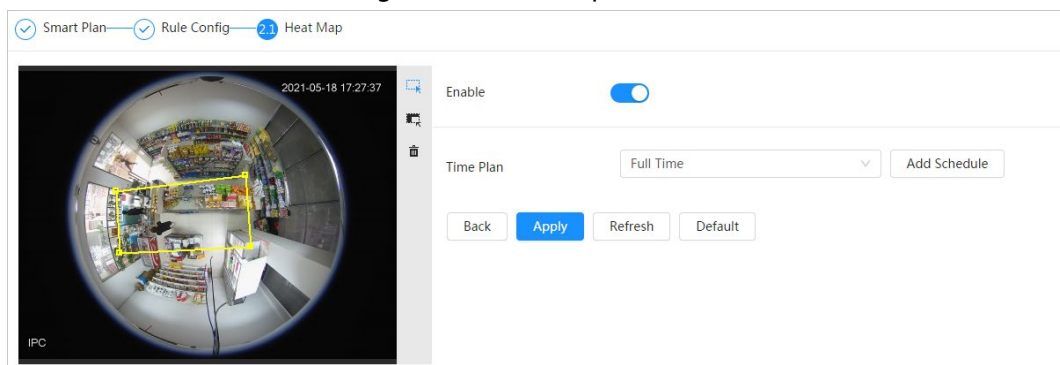 Smart Plan Rule Config 2.1 Heat Map
2021-05-18 17:27:37
Enable
Time Plan Full Time Add Schedule
Back Apply Refresh Default
IPC